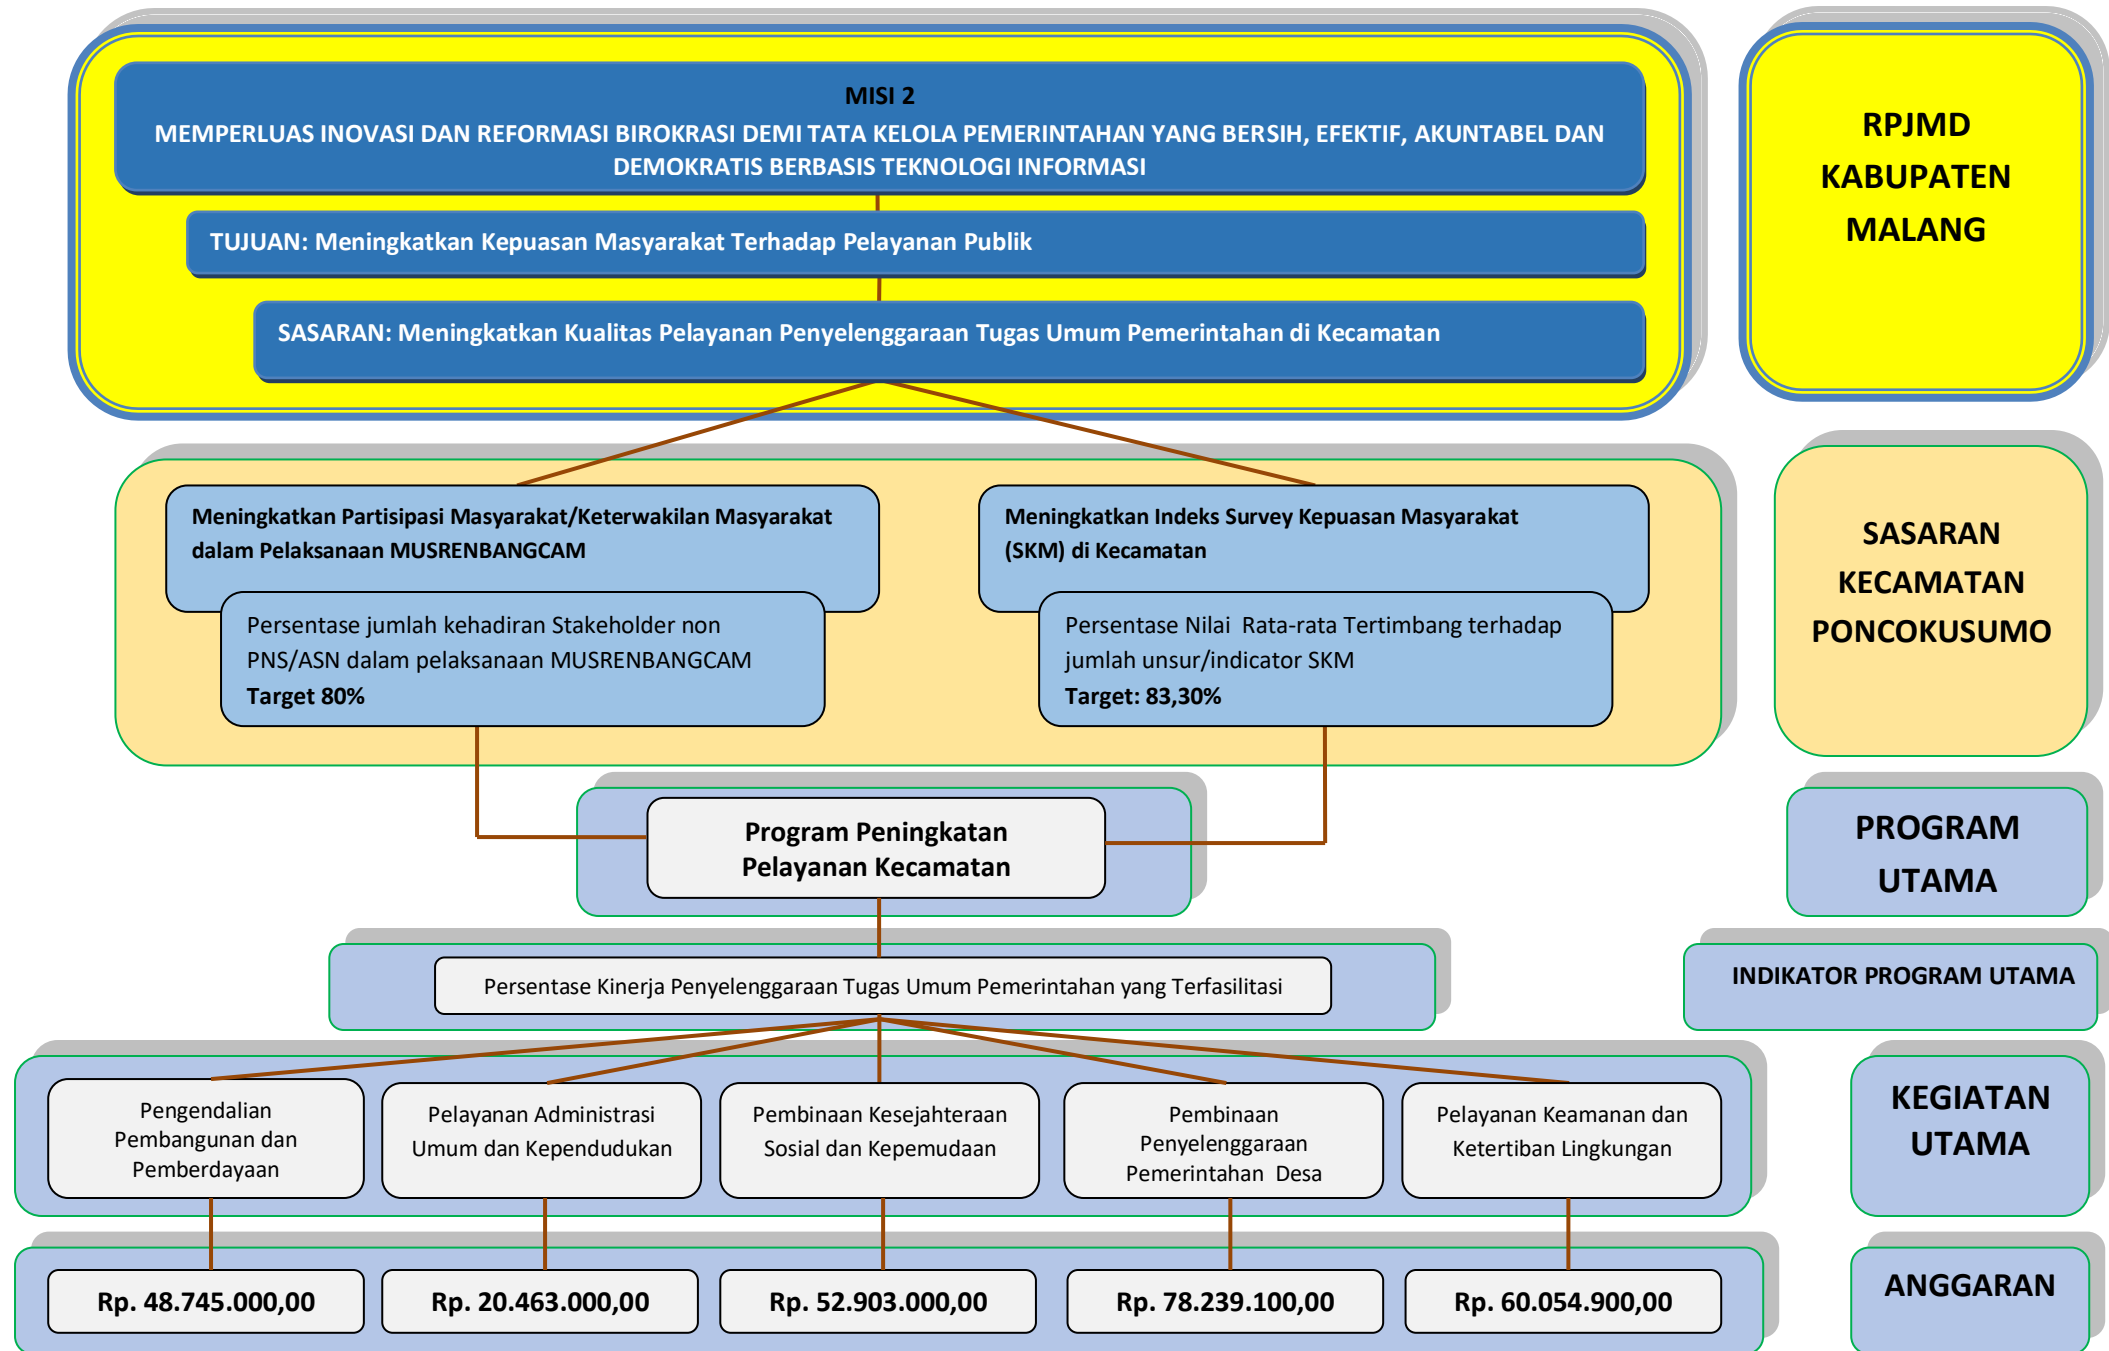 MISI 2
MEMPERLUAS INOVASI DAN REFORMASI BIROKRASI DEMI TATA KELOLA PEMERINTAHAN YANG BERSIH, EFEKTIF, AKUNTABEL DAN
DEMOKRATIS BERBASIS TEKNOLOGI INFORMASI
TUJUAN: Meningkatkan Kepuasan Masyarakat Terhadap Pelayanan Publik
SASARAN: Meningkatkan Kualitas Pelayanan Penyelenggaraan Tugas Umum Pemerintahan di Kecamatan
RPJMD
KABUPATEN
MALANG
Meningkatkan Partisipasi Masyarakat/Keterwakilan Masyarakat
dalam Pelaksanaan MUSRENBANGCAM
Persentase jumlah kehadiran Stakeholder non
PNS/ASN dalam pelaksanaan MUSRENBANGCAM
Target 80%
Meningkatkan Indeks Survey Kepuasan Masyarakat
(SKM) di Kecamatan
Persentase Nilai Rata-rata Tertimbang terhadap
jumlah unsur/indicator SKM
Target: 83,30%
SASARAN
KECAMATAN
PONCOKUSUMO
Program Peningkatan
Pelayanan Kecamatan
PROGRAM
UTAMA
Persentase Kinerja Penyelenggaraan Tugas Umum Pemerintahan yang Terfasilitasi
INDIKATOR PROGRAM UTAMA
Pengendalian
Pembangunan dan
Pemberdayaan
Pelayanan Administrasi
Umum dan Kependudukan
Pembinaan Kesejahteraan
Sosial dan Kepemudaan
Pembinaan
Penyelenggaraan
Pemerintahan Desa
Pelayanan Keamanan dan
Ketertiban Lingkungan
KEGIATAN
UTAMA
Rp. 48.745.000,00
Rp. 20.463.000,00
Rp. 52.903.000,00
Rp. 78.239.100,00
Rp. 60.054.900,00
ANGGARAN